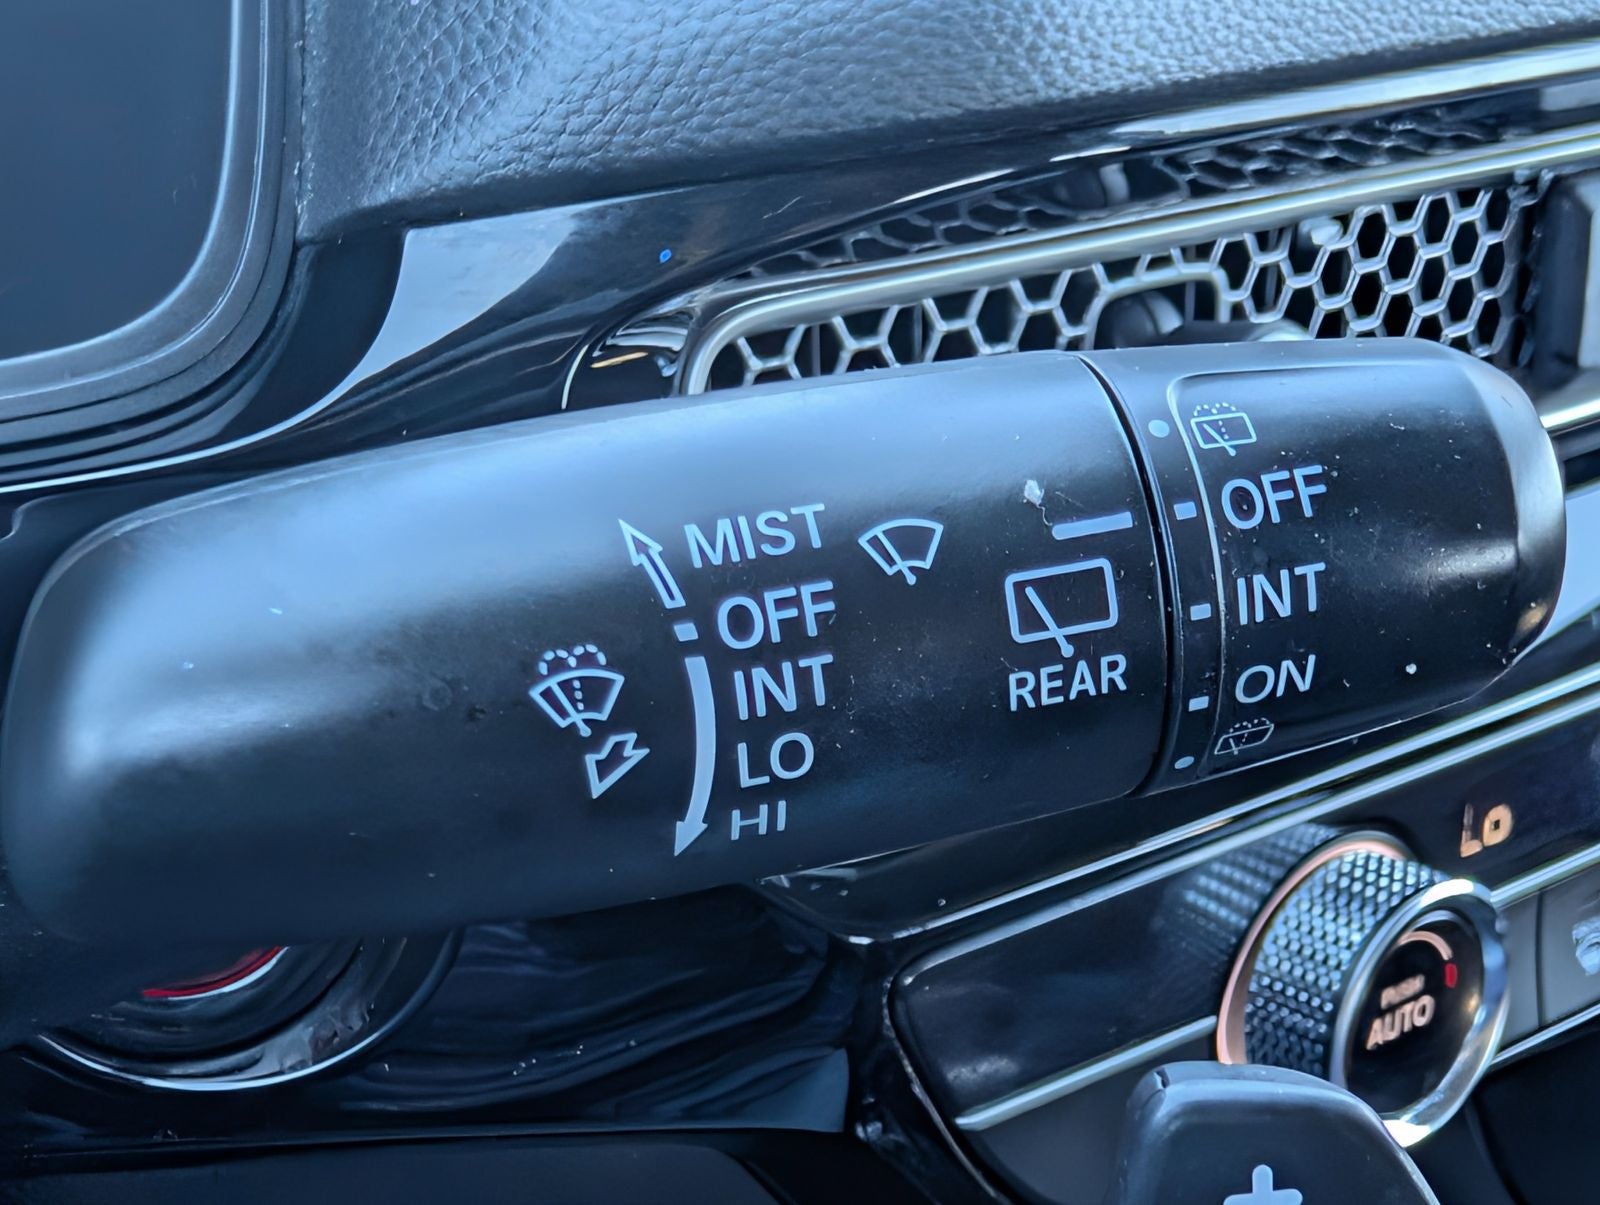 MIST
OFF
INT
LO
HI
REAR
OFF
INT
ON
Lo
PUSH
AUTO
+